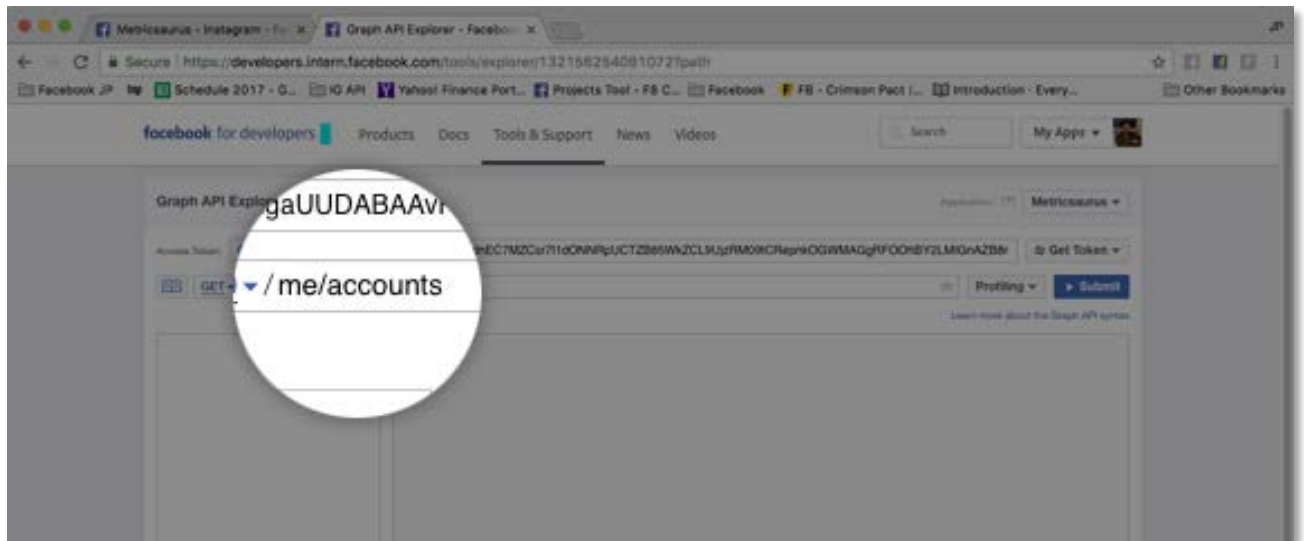 Metricsaurus - Instagram - Fa Graph API Explorer - Faceboo JP
Secure https://developers.intern.facebook.com/tools/explorer/
Facebook JP Schedule 2017 - G... IG API Yahoo! Finance Port... Projects Tool - FB C... Facebook FB - Crimson Pact (... Introduction - Every... Other Bookmarks
facebook for developers Products Docs Tools & Support News Videos Search My Apps
Graph API Explo gaUUDABAAv Application: [?] Metricsaurus
Access Token: Get Token
GET / me/accounts Profiling Submit
Learn more about the Graph API syntax